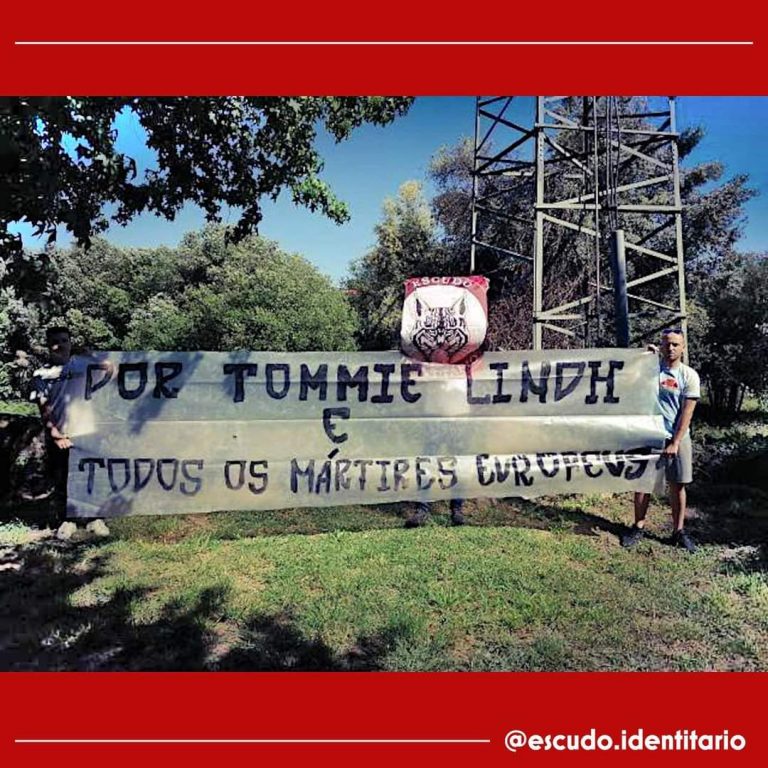 ESCUDO
POR TOMMIE LINDH
E
TODOS OS MÁRTIRES EUROPEUS
@escudo.identitario